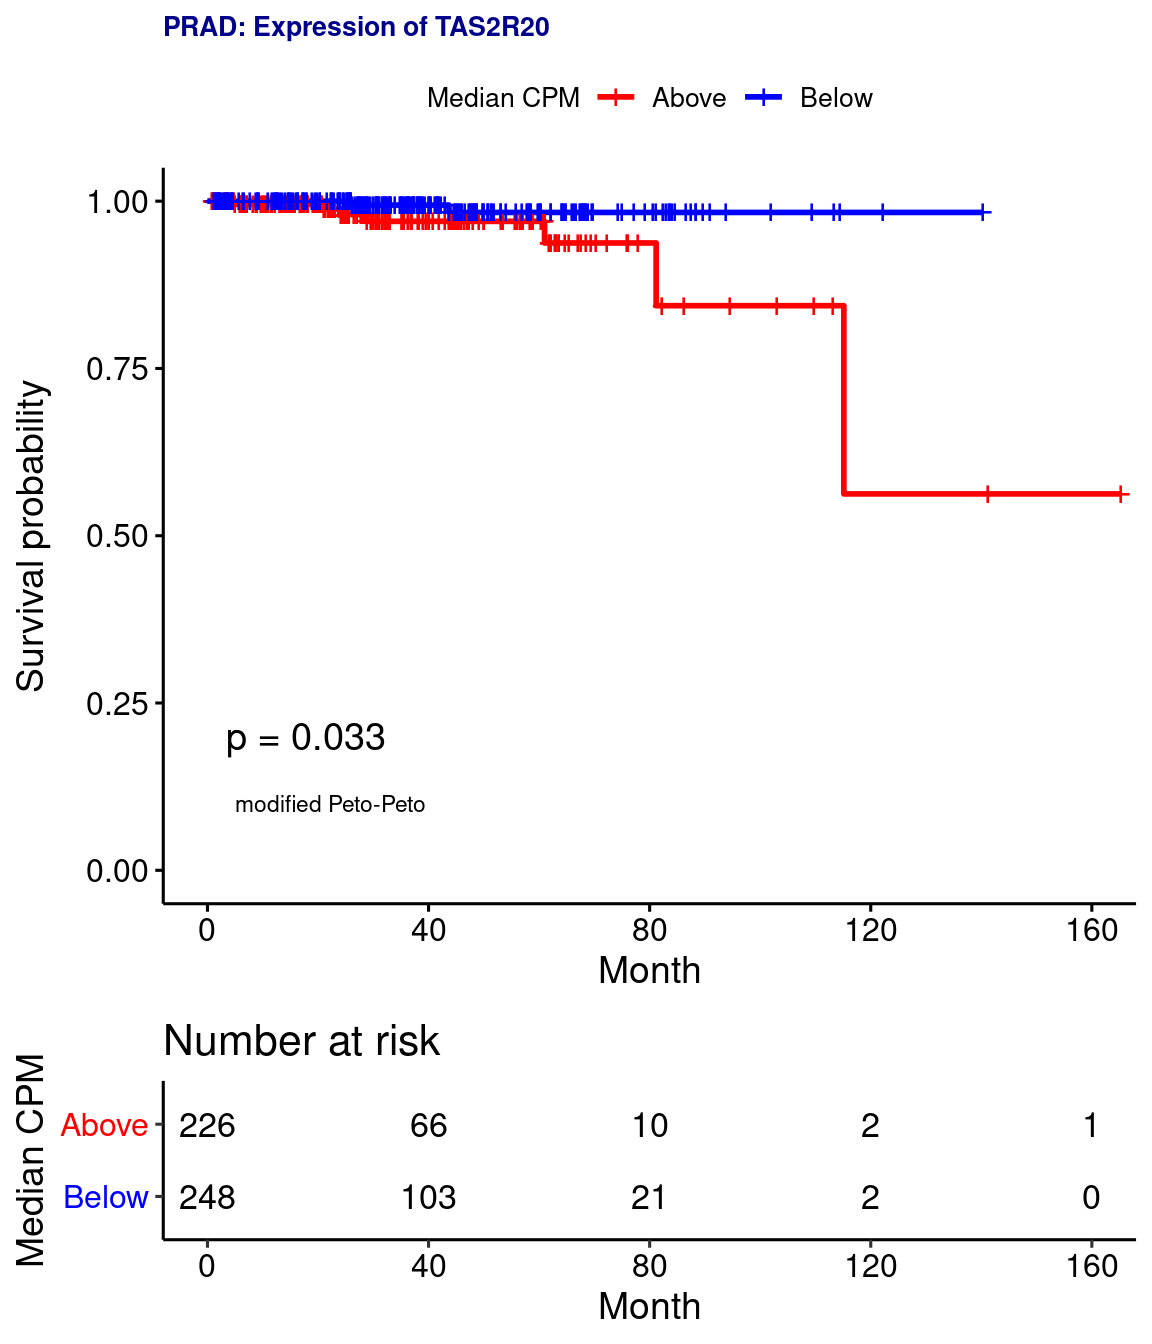 PRAD: Expression of TAS2R20
Median CPM Above Below
Survival probability
1.00
0.75
0.50
0.25
0.00
p = 0.033
modified Peto-Peto
0 40 80 120 160
Month
Number at risk
Median CPM
Above 226 66 10 2 1
Below 248 103 21 2 0
0 40 80 120 160
Month